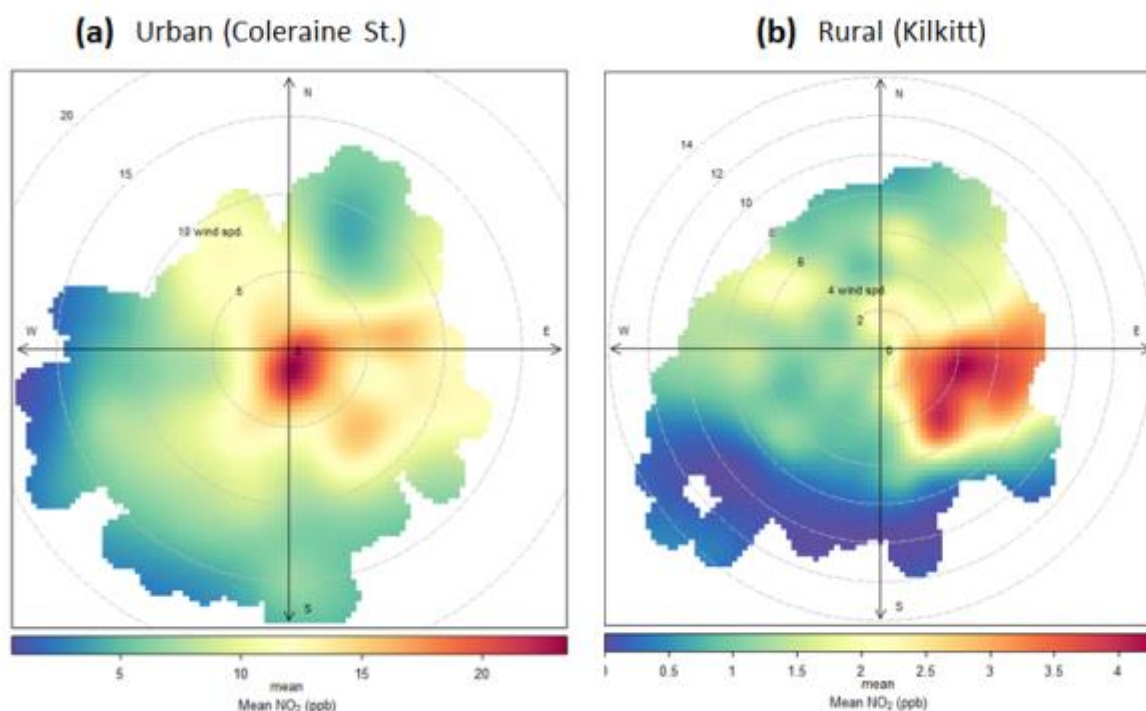 (a) Urban (Coleraine St.)
(b) Rural (Kilkitt)
N
20
15
10 wind spd.
5
0
W
E
S
5
10
15
20
mean
Mean NO₂ (ppb)
N
14
12
10
8
6
4 wind spd
2
0
W
E
S
0
0.5
1
1.5
2
2.5
3
3.5
4
mean
Mean NO₂ (ppb)